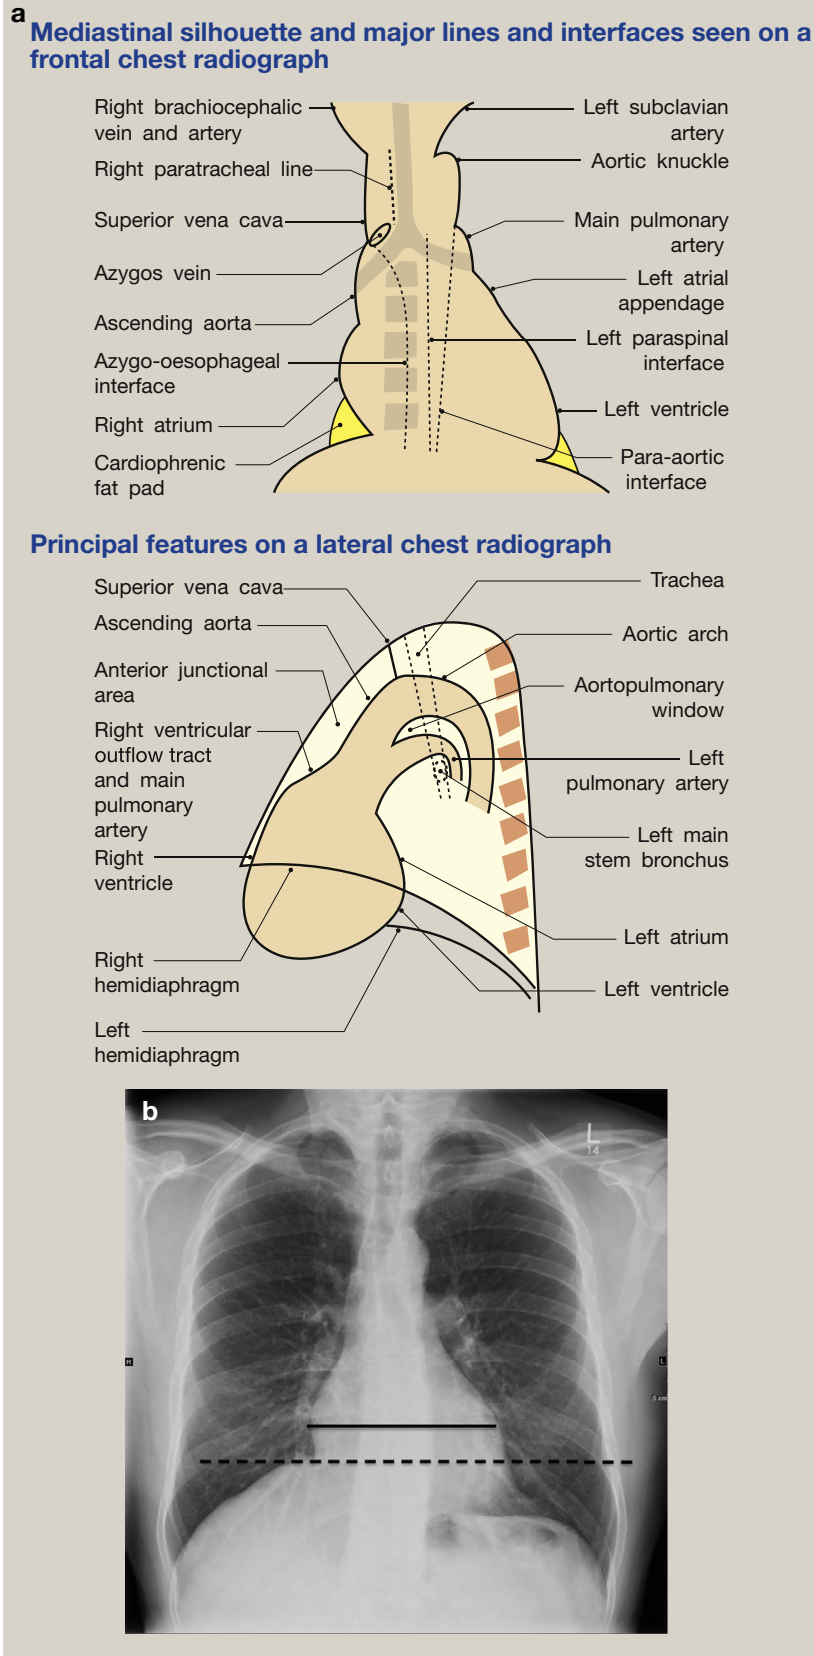 a
Mediastinal silhouette and major lines and interfaces seen on a
frontal chest radiograph
Right brachiocephalic
vein and artery
Right paratracheal line
Superior vena cava
Azygos vein
Ascending aorta
Azygo-oesophageal
interface
Right atrium
Cardiophrenic
fat pad
Left subclavian
artery
Aortic knuckle
Main pulmonary
artery
Left atrial
appendage
Left paraspinal
interface
Left ventricle
Para-aortic
interface
Principal features on a lateral chest radiograph
Superior vena cava
Ascending aorta
Anterior junctional
area
Right ventricular
outflow tract
and main
pulmonary
artery
Right
ventricle
Right
hemidiaphragm
Left
hemidiaphragm
Trachea
Aortic arch
Aortopulmonary
window
Left
pulmonary artery
Left main
stem bronchus
Left atrium
Left ventricle
b
L
14
R
L
5 cm